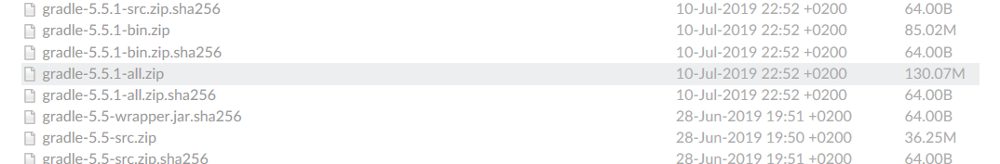 gradle-5.5.1-src.zip.sha256 10-Jul-2019 22:52 +0200 64.00B
gradle-5.5.1-bin.zip 10-Jul-2019 22:52 +0200 85.02M
gradle-5.5.1-bin.zip.sha256 10-Jul-2019 22:52 +0200 64.00B
gradle-5.5.1-all.zip 10-Jul-2019 22:52 +0200 130.07M
gradle-5.5.1-all.zip.sha256 10-Jul-2019 22:52 +0200 64.00B
gradle-5.5-wrapper.jar.sha256 28-Jun-2019 19:51 +0200 64.00B
gradle-5.5-src.zip 28-Jun-2019 19:50 +0200 36.25M
gradle-5.5-src.zip.sha256 28-Jun-2019 19:51 +0200 64.00B